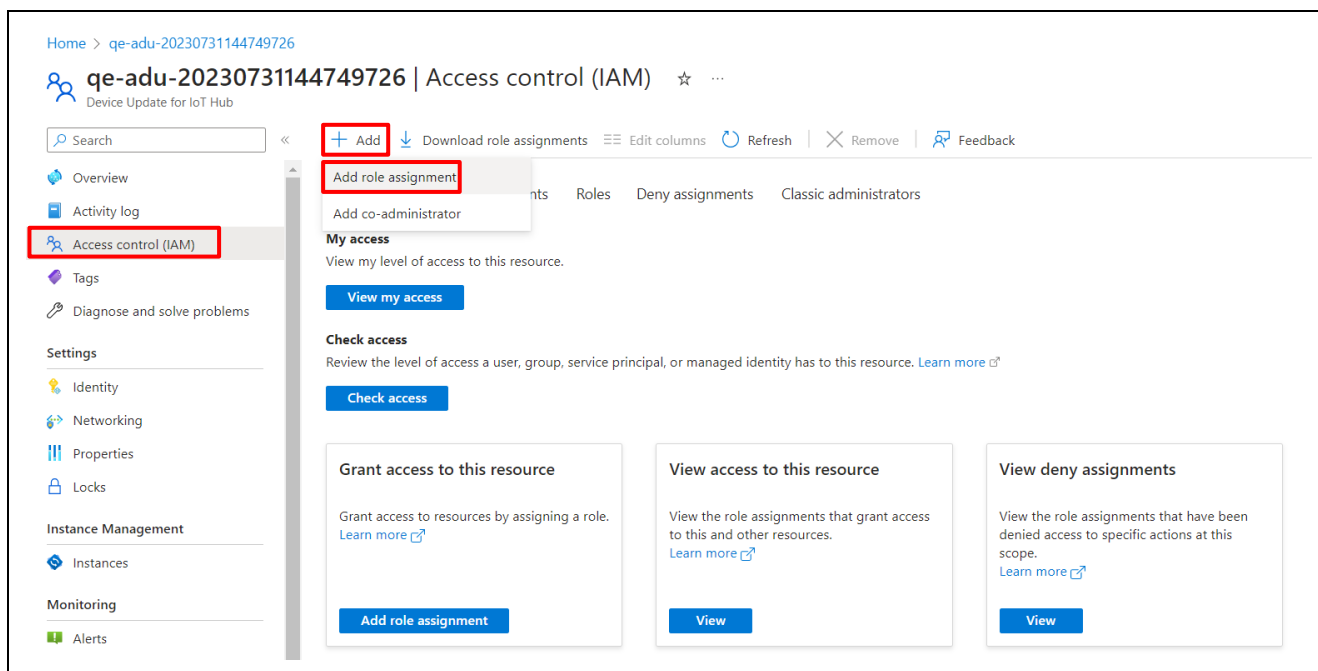 Home > qe-adu-20230731144749726
qe-adu-20230731144749726 | Access control (IAM) ☆ ...
Device Update for IoT Hub
Search «
+ Add Download role assignments Edit columns Refresh Remove Feedback
Overview
Activity log
Access control (IAM)
Tags
Diagnose and solve problems
Settings
Identity
Networking
Properties
Locks
Instance Management
Instances
Monitoring
Alerts
Add role assignment
Add co-administrator
nts Roles Deny assignments Classic administrators
My access
View my level of access to this resource.
View my access
Check access
Review the level of access a user, group, service principal, or managed identity has to this resource. Learn more
Check access
Grant access to this resource
Grant access to resources by assigning a role.
Learn more
Add role assignment
View access to this resource
View the role assignments that grant access
to this and other resources.
Learn more
View
View deny assignments
View the role assignments that have been
denied access to specific actions at this
scope.
Learn more
View